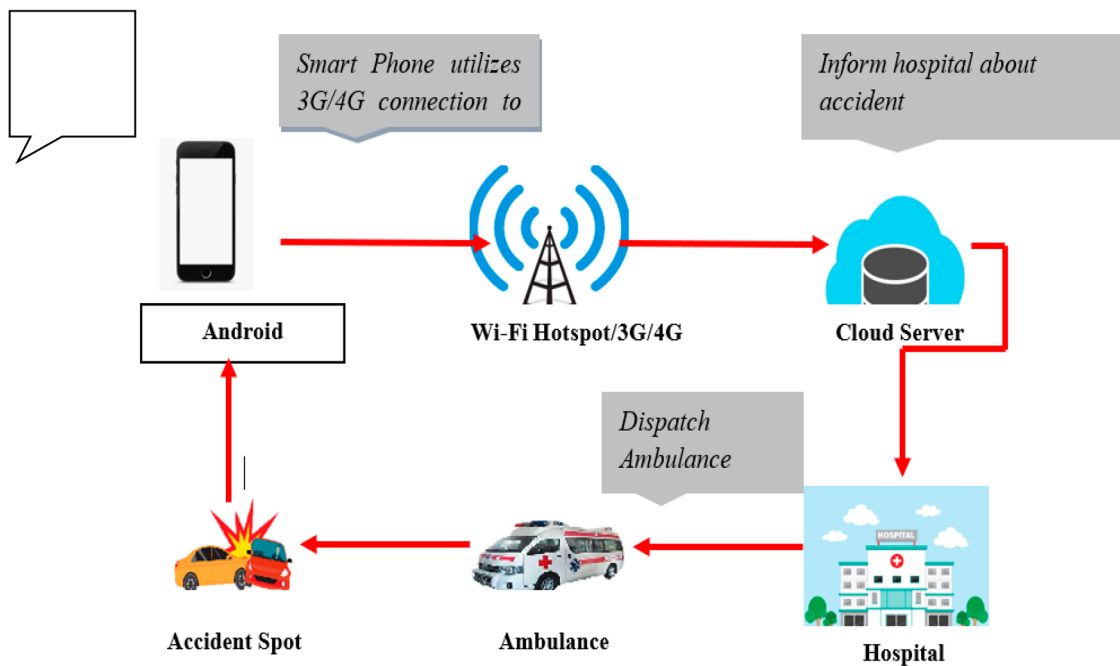 Smart Phone utilizes
3G/4G connection to
Inform hospital about
accident
Android
Wi-Fi Hotspot/3G/4G
Cloud Server
Dispatch
Ambulance
HOSPITAL
Accident Spot
Ambulance
Hospital